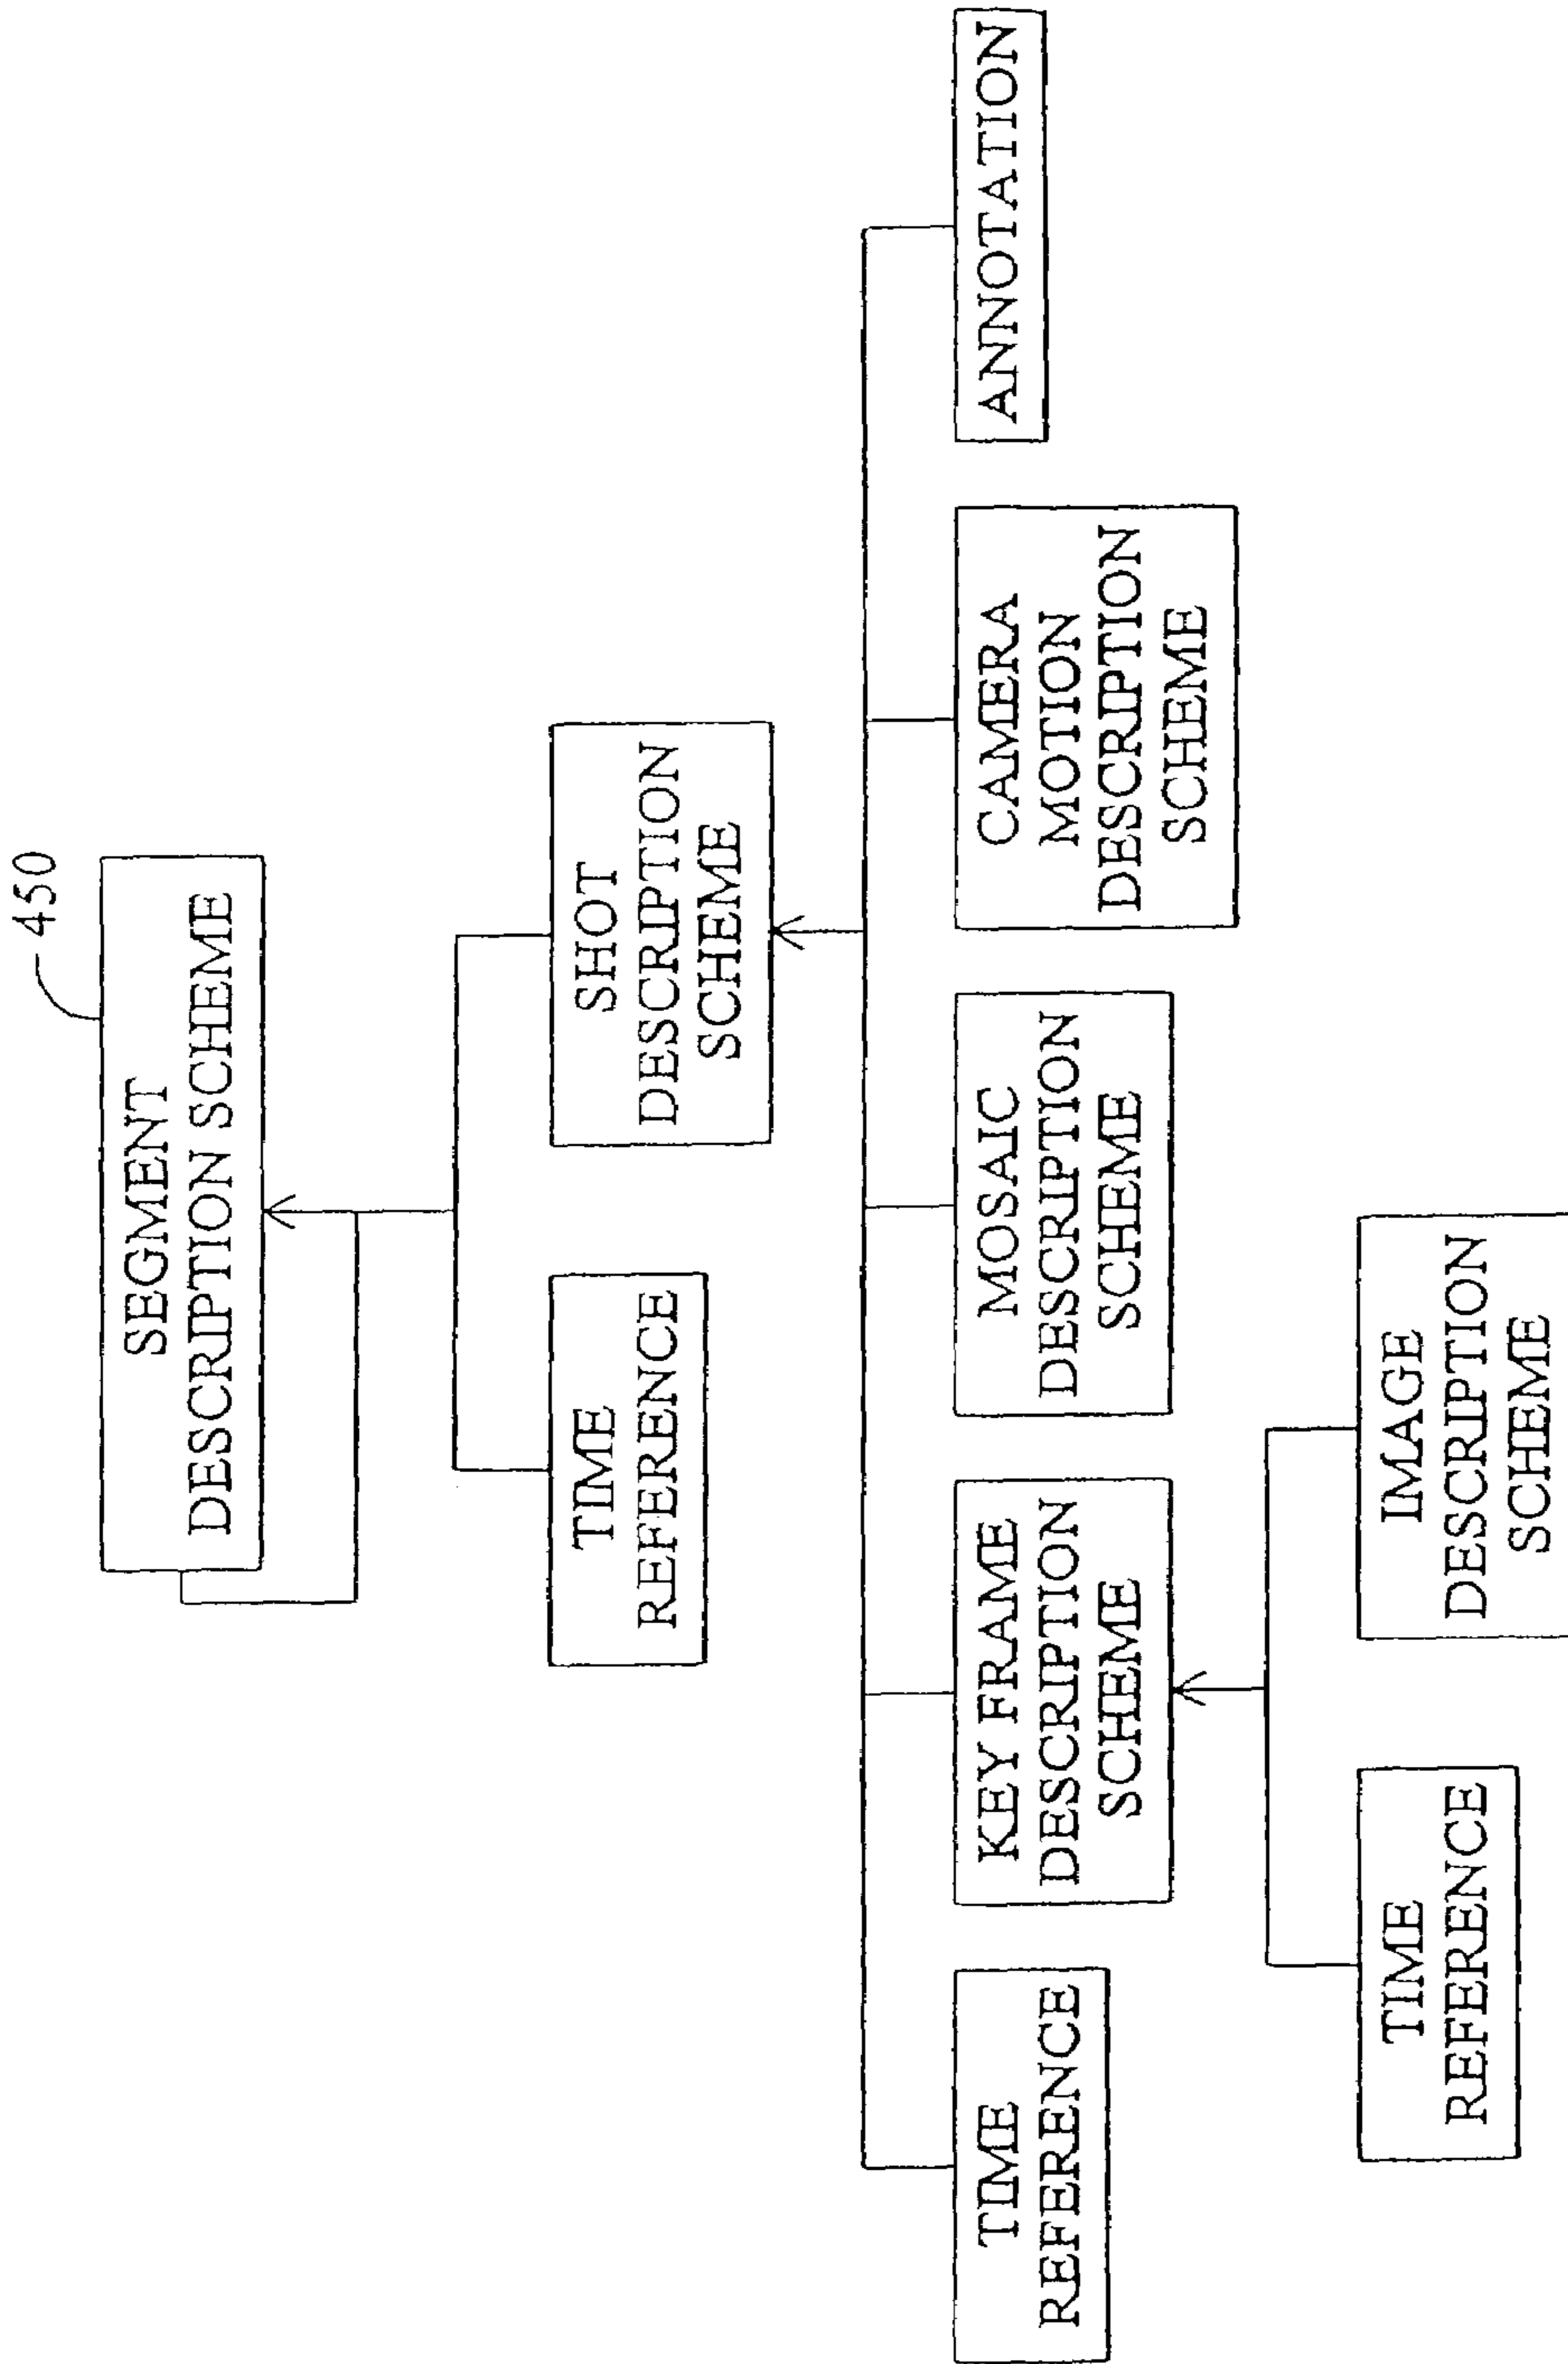 450
SEGMENT
DESCRIPTION SCHEME
TIME
REFERENCE
SHOT
DESCRIPTION
SCHEME
TIME
REFERENCE
KEY FRAME
DESCRIPTION
SCHEME
MOSAIC
DESCRIPTION
SCHEME
CAMERA
MOTION
DESCRIPTION
SCHEME
ANNOTATION
TIME
REFERENCE
IMAGE
DESCRIPTION
SCHEME